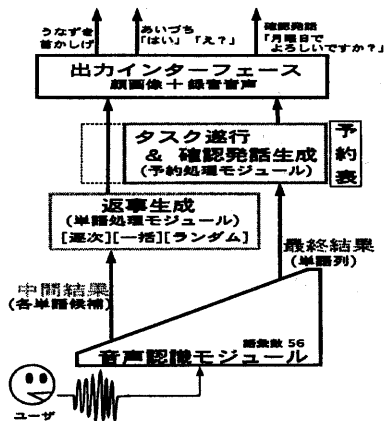 うなずき
首かしげ
あいづち
「はい」「え？」
確認発話
「月曜日で
よろしいですか？」
出力インターフェース
顔画像＋録音音声
タスク遂行
& 確認発話生成
(予約処理モジュール)
予約表
返事生成
(単語処理モジュール)
[逐次][一括][ランダム]
中間結果
(各単語候補)
最終結果
(単語列)
語彙数 56
音声認識モジュール
ユーザ